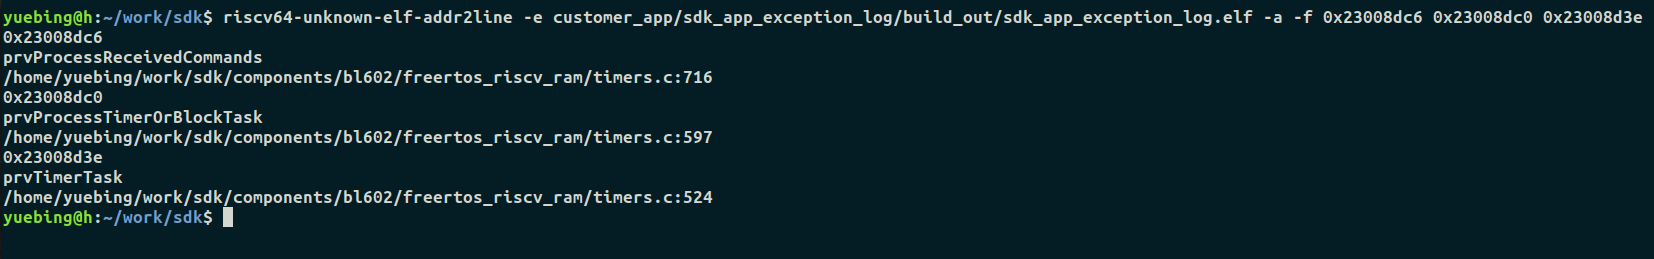 yuebing@h:~/work/sdk$ riscv64-unknown-elf-addr2line -e customer_app/sdk_app_exception_log/build_out/sdk_app_exception_log.elf -a -f 0x23008dc6 0x23008dc0 0x23008d3e
0x23008dc6
prvProcessReceivedCommands
/home/yuebing/work/sdk/components/bl602/freertos_riscv_ram/timers.c:716
0x23008dc0
prvProcessTimerOrBlockTask
/home/yuebing/work/sdk/components/bl602/freertos_riscv_ram/timers.c:597
0x23008d3e
prvTimerTask
/home/yuebing/work/sdk/components/bl602/freertos_riscv_ram/timers.c:524
yuebing@h:~/work/sdk$